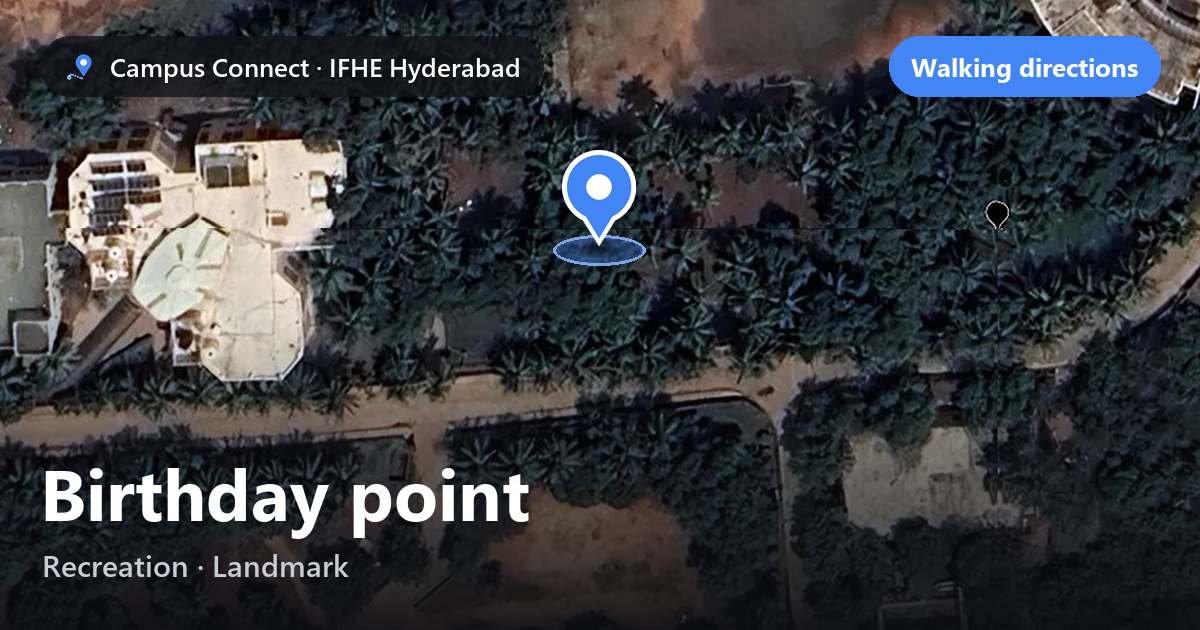 Campus Connect · IFHE Hyderabad
Walking directions
Birthday point
Recreation · Landmark